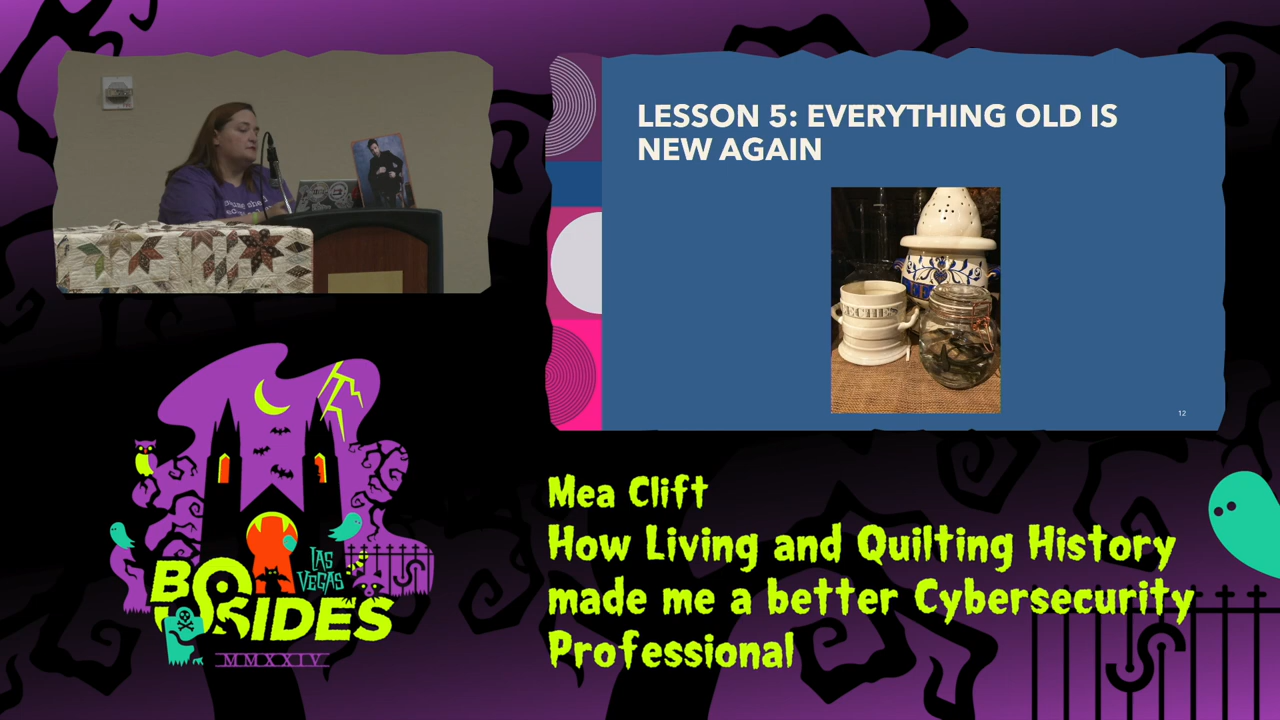 LESSON 5: EVERYTHING OLD IS
NEW AGAIN
12
Mea Clift
How Living and Quilting History
made me a better Cybersecurity
Professional
LAS
VEGAS
BSIDES
MMXXIV